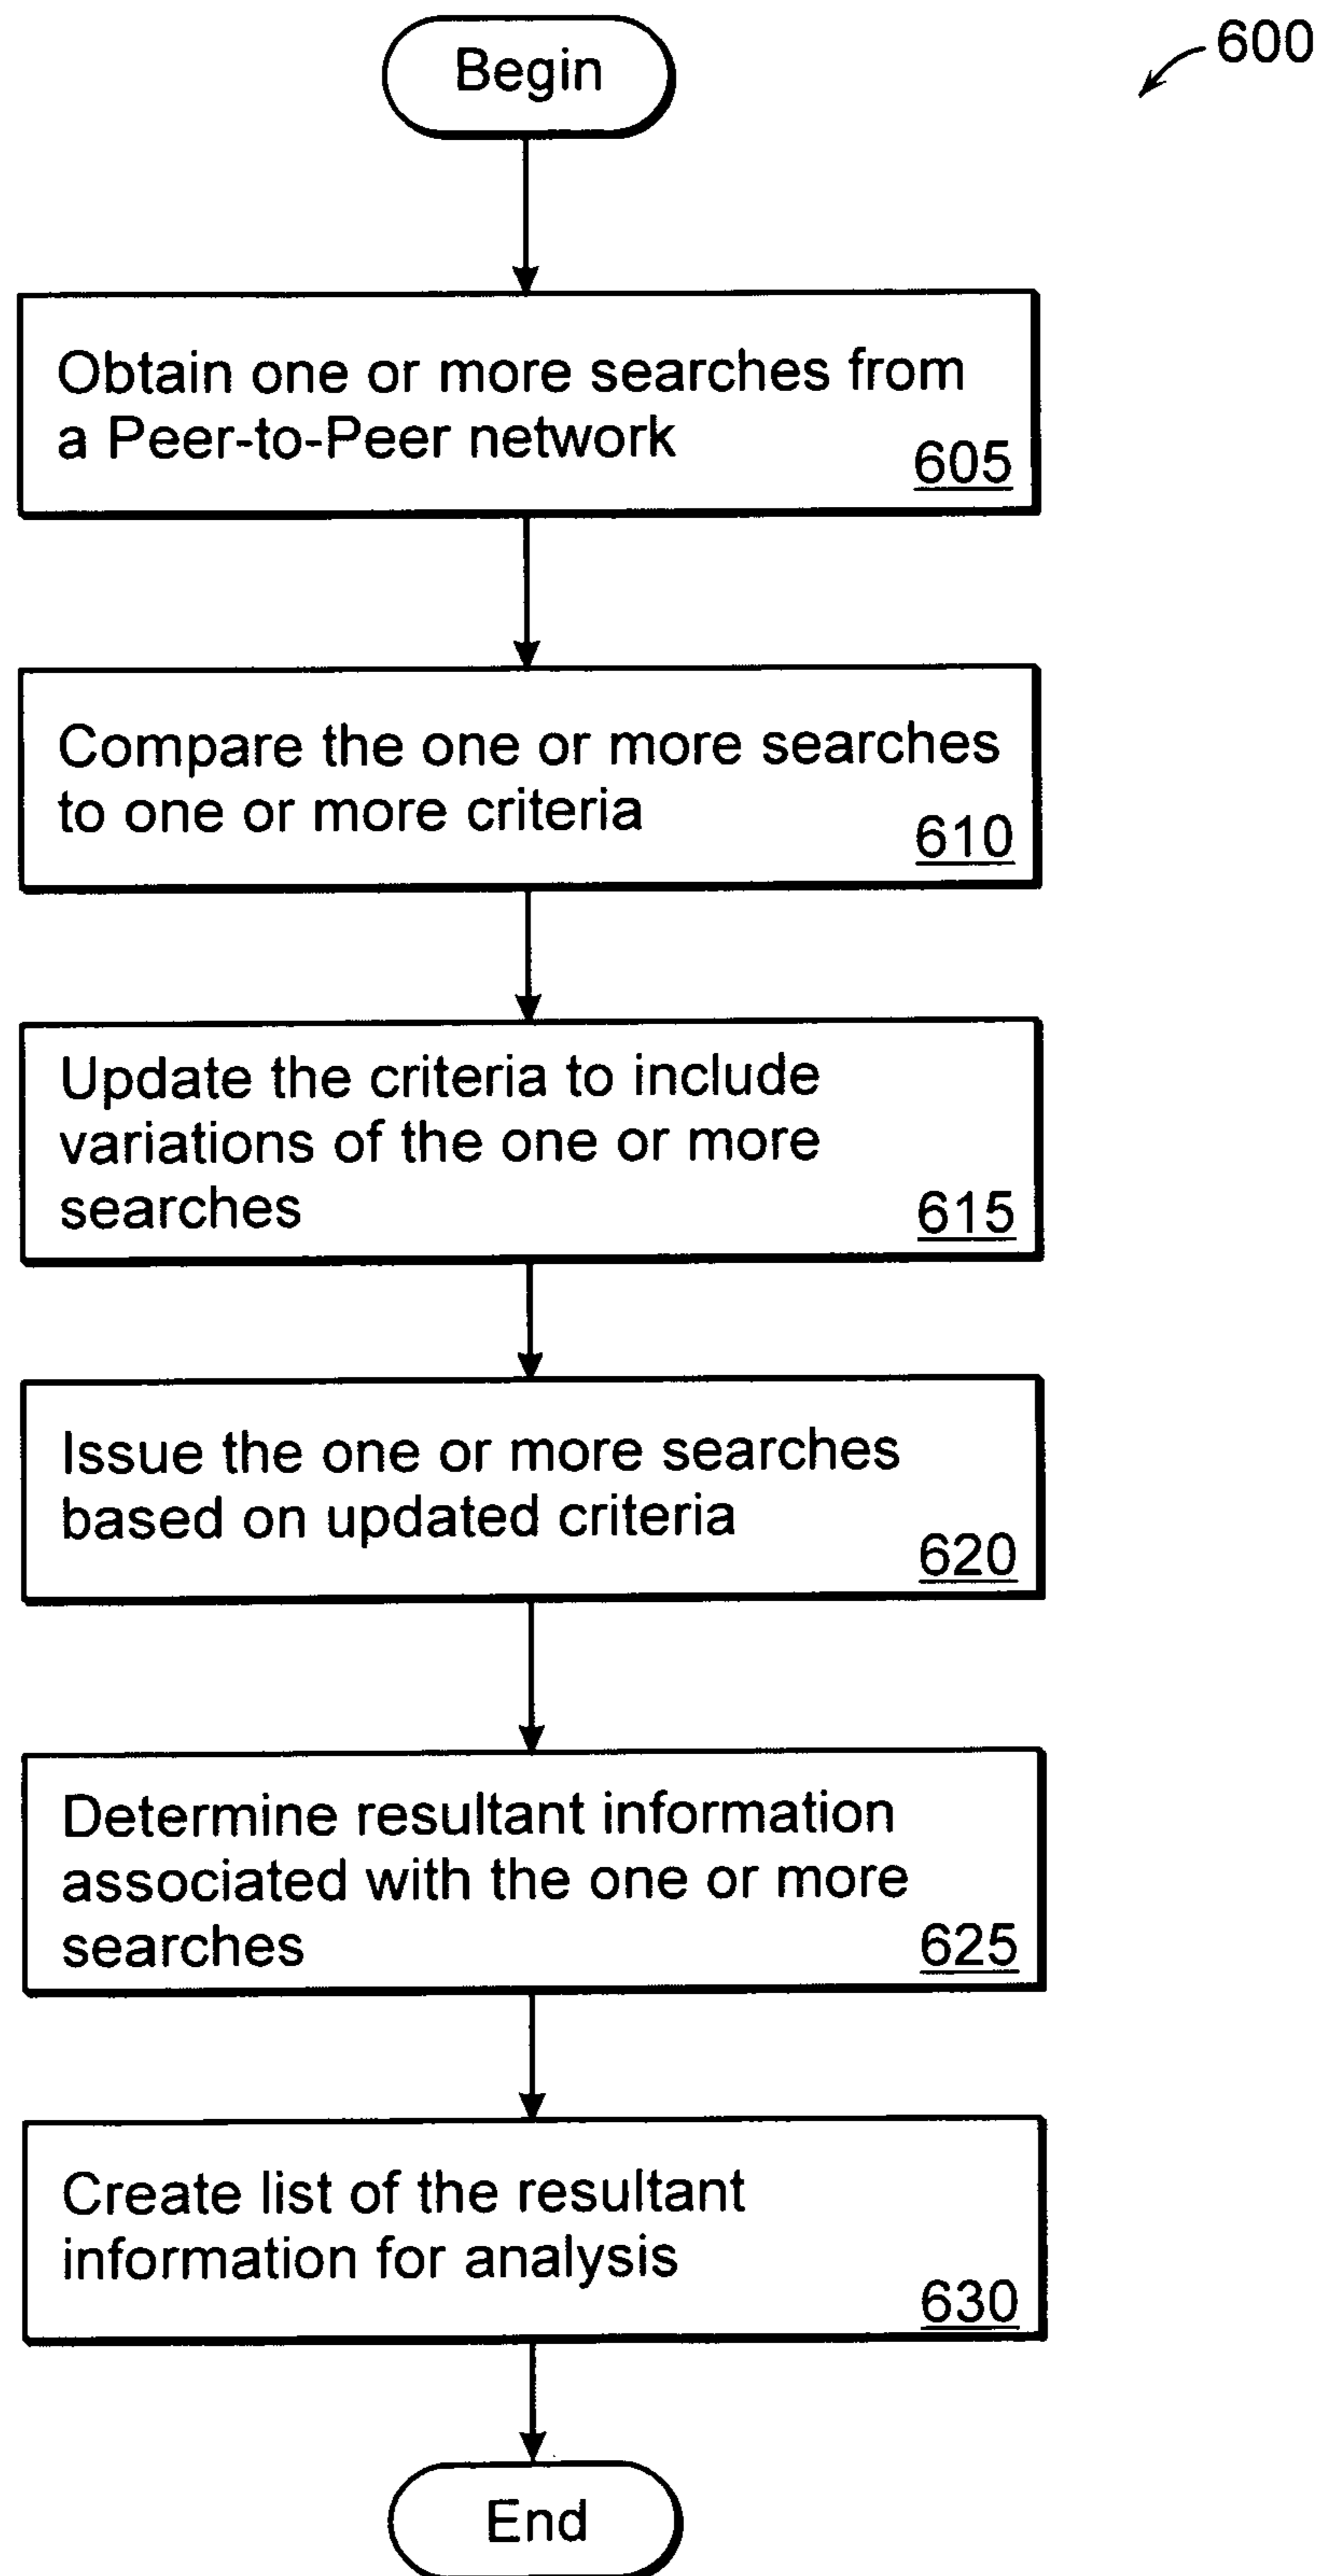 Begin
600
Obtain one or more searches from
a Peer-to-Peer network
605
Compare the one or more searches
to one or more criteria
610
Update the criteria to include
variations of the one or more
searches
615
Issue the one or more searches
based on updated criteria
620
Determine resultant information
associated with the one or more
searches
625
Create list of the resultant
information for analysis
630
End